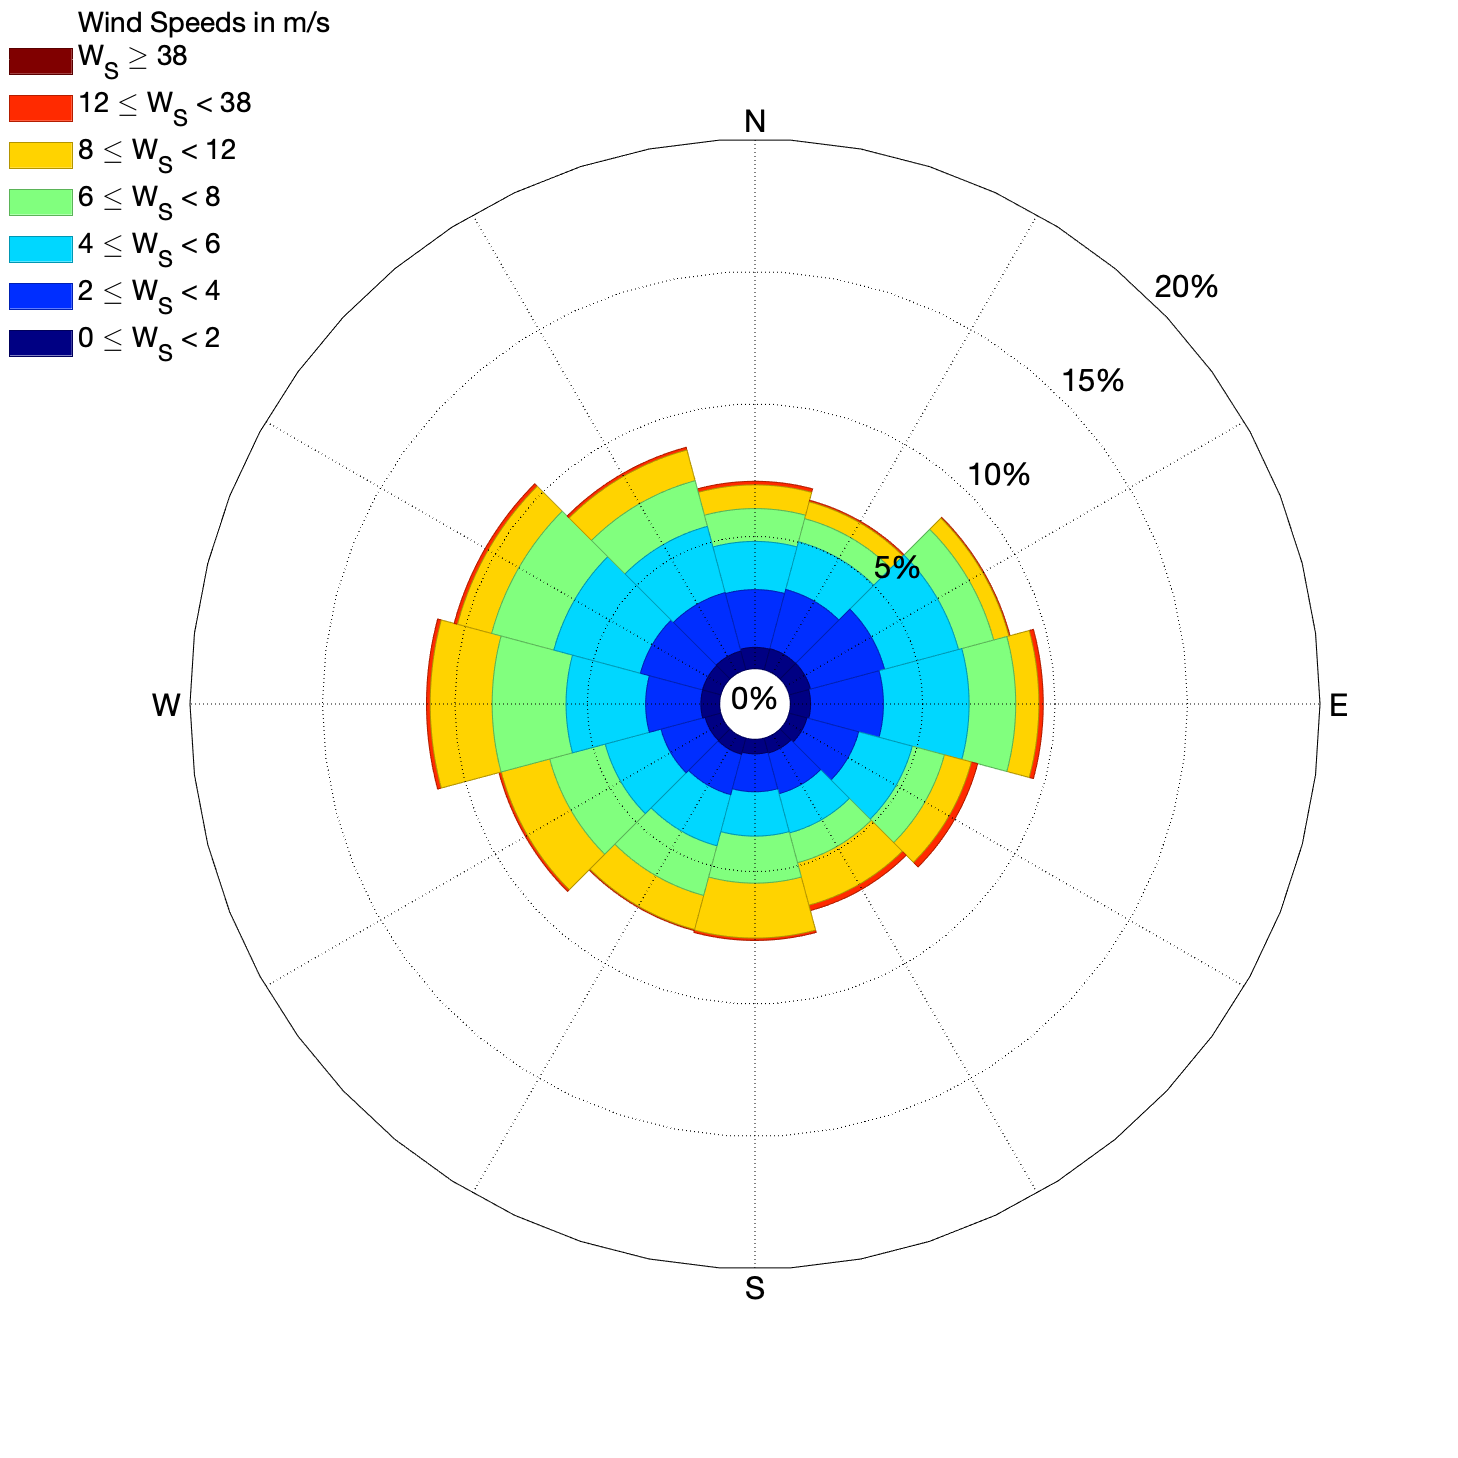 Wind Speeds in m/s
W_S ≥ 38
12 ≤ W_S < 38
8 ≤ W_S < 12
6 ≤ W_S < 8
4 ≤ W_S < 6
2 ≤ W_S < 4
0 ≤ W_S < 2
N
20%
15%
10%
5%
0%
W
E
S